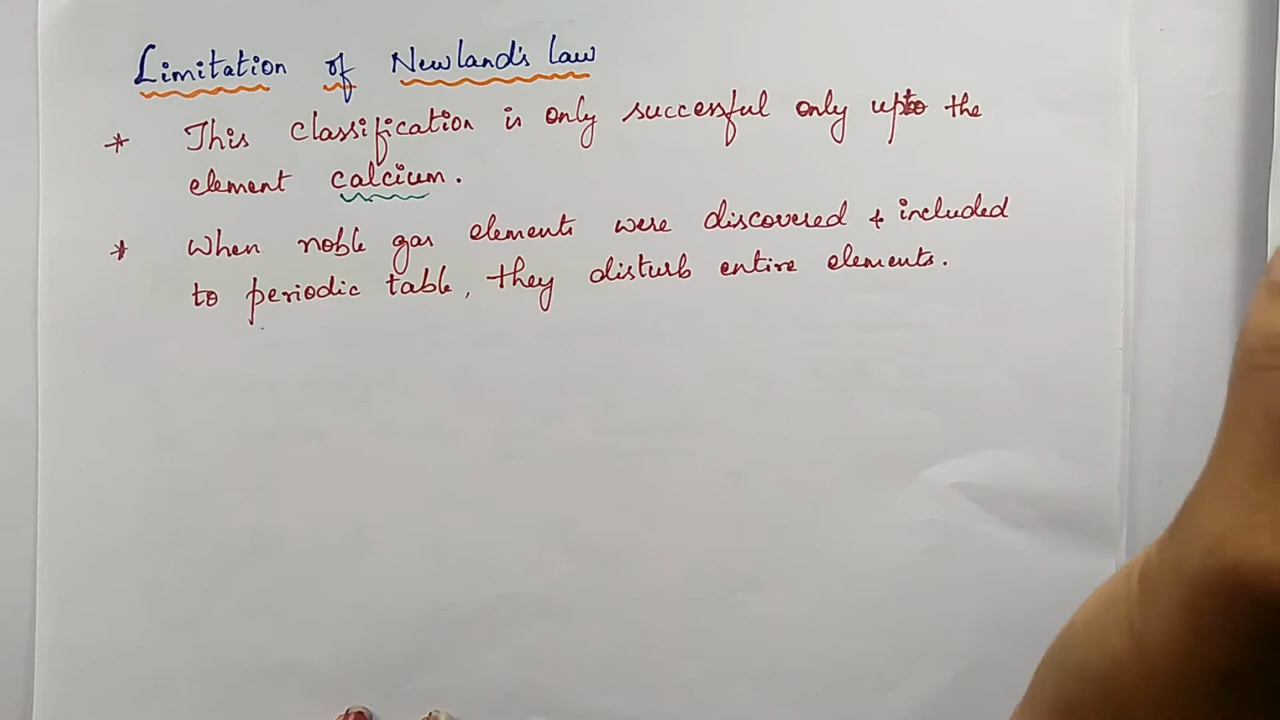 Limitation of Newland's law
* This classification is only successful only upto the
element calcium.
* When noble gas elements were discovered & included
to periodic table, they disturb entire elements.